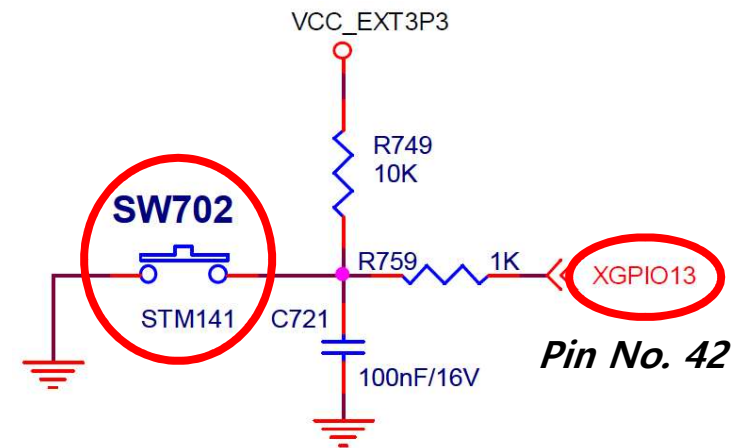 VCC_EXT3P3
R749
10K
SW702
R759
1K
XGPIO13
STM141
C721
100nF/16V
Pin No. 42